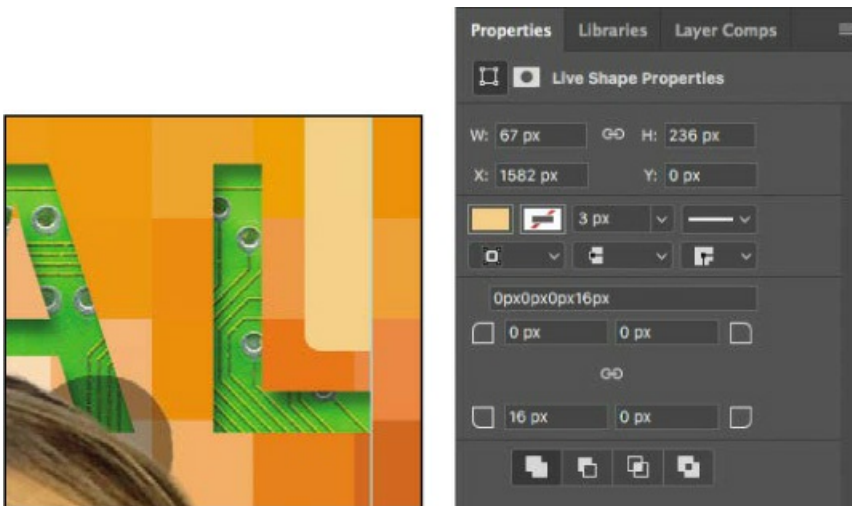 AL
Properties Libraries Layer Comps
Live Shape Properties
W: 67 px H: 236 px
X: 1582 px Y: 0 px
3 px
0px0px0px16px
0 px 0 px
16 px 0 px